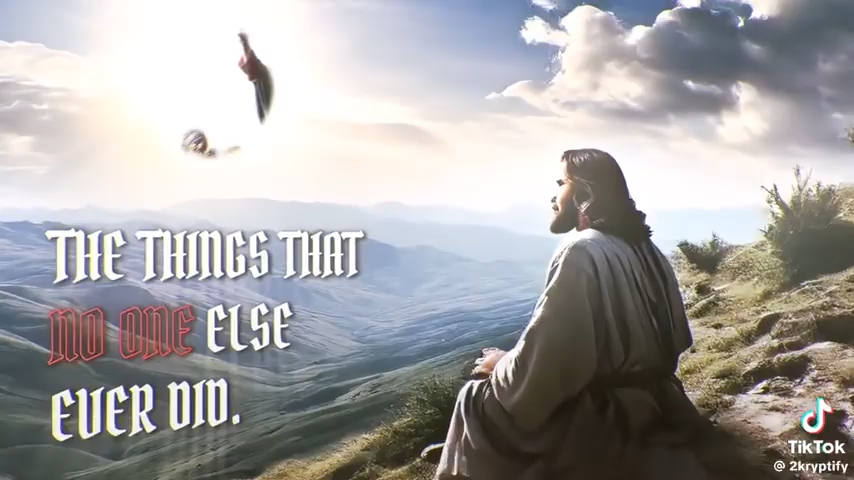 THE THINGS THAT
NO ONE ELSE
EVER DID.
TikTok
@ 2kryptify